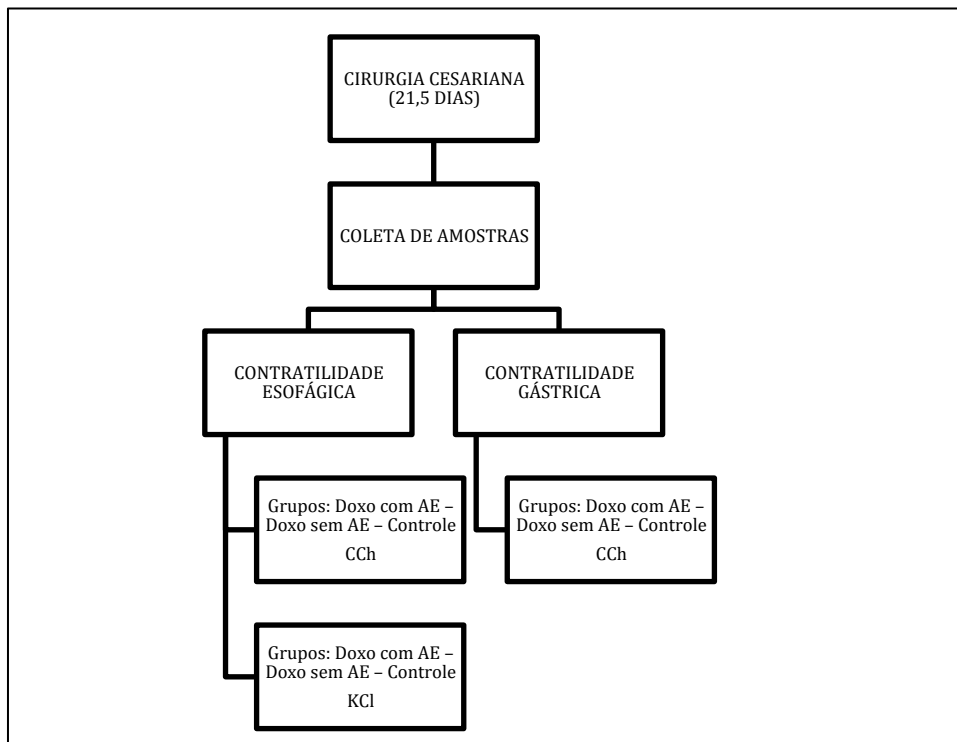 CIRURGIA CESARIANA
(21,5 DIAS)
COLETA DE AMOSTRAS
CONTRATILIDADE
ESOFÁGICA
CONTRATILIDADE
GÁSTRICA
Grupos: Doxo com AE –
Doxo sem AE – Controle
CCh
Grupos: Doxo com AE –
Doxo sem AE – Controle
CCh
Grupos: Doxo com AE –
Doxo sem AE – Controle
KCl